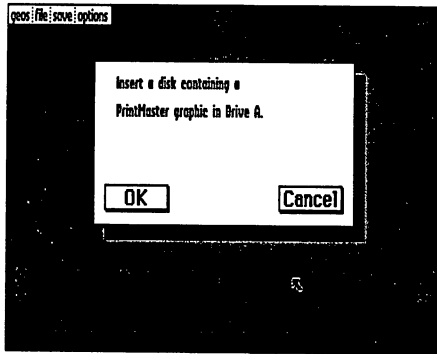 geos file save options
Insert a disk containing a
PrintMaster graphic in Drive A.
OK
Cancel